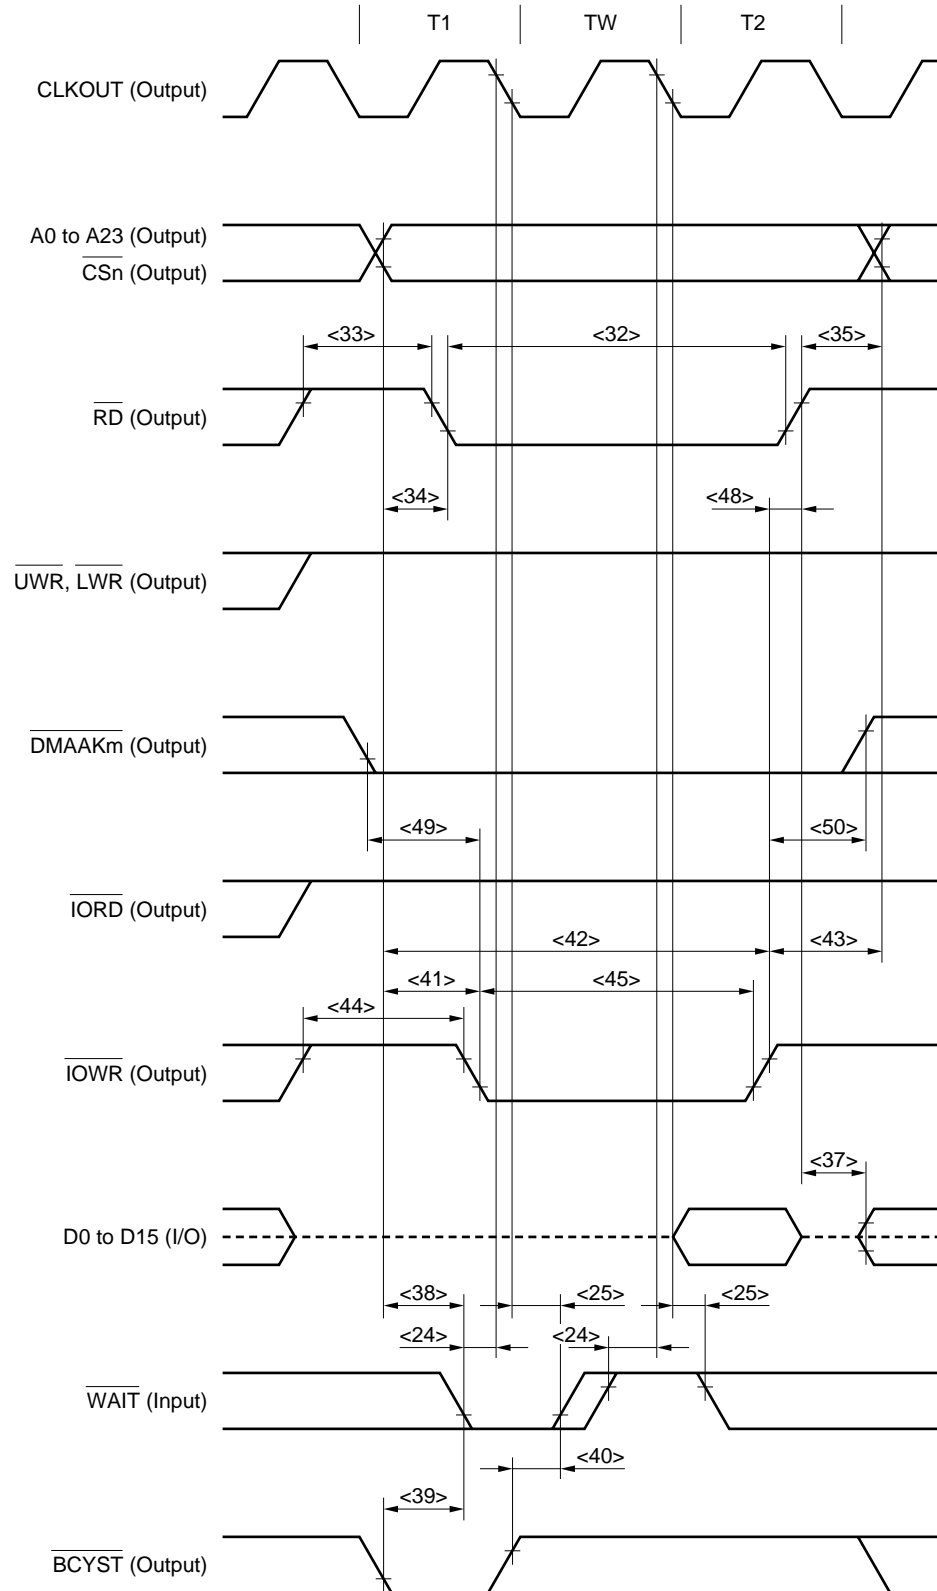 T1 TW T2
CLKOUT (Output)
A0 to A23 (Output)
CSn (Output)
<33> <32> <35>
RD (Output)
<34> <48>
UWR, LWR (Output)
DMAAKm (Output)
<49> <50>
IORD (Output)
<42> <43>
<41> <45>
<44>
IOWR (Output)
<37>
D0 to D15 (I/O)
<38> <25> <25>
<24> <24>
WAIT (Input)
<40>
<39>
BCYST (Output)